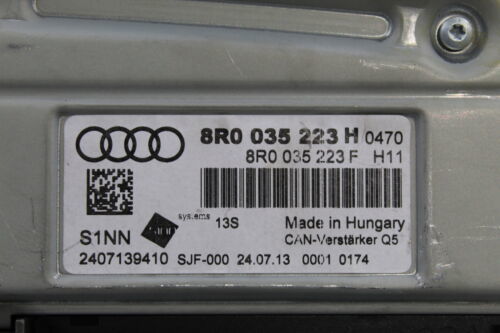 8R0 035 223 H 0470
8R0 035 223 F H11
systems
13S
Made in Hungary
S1NN
CAN-Verstärker Q5
2407139410 SJF-000 24.07.13 0001 0174